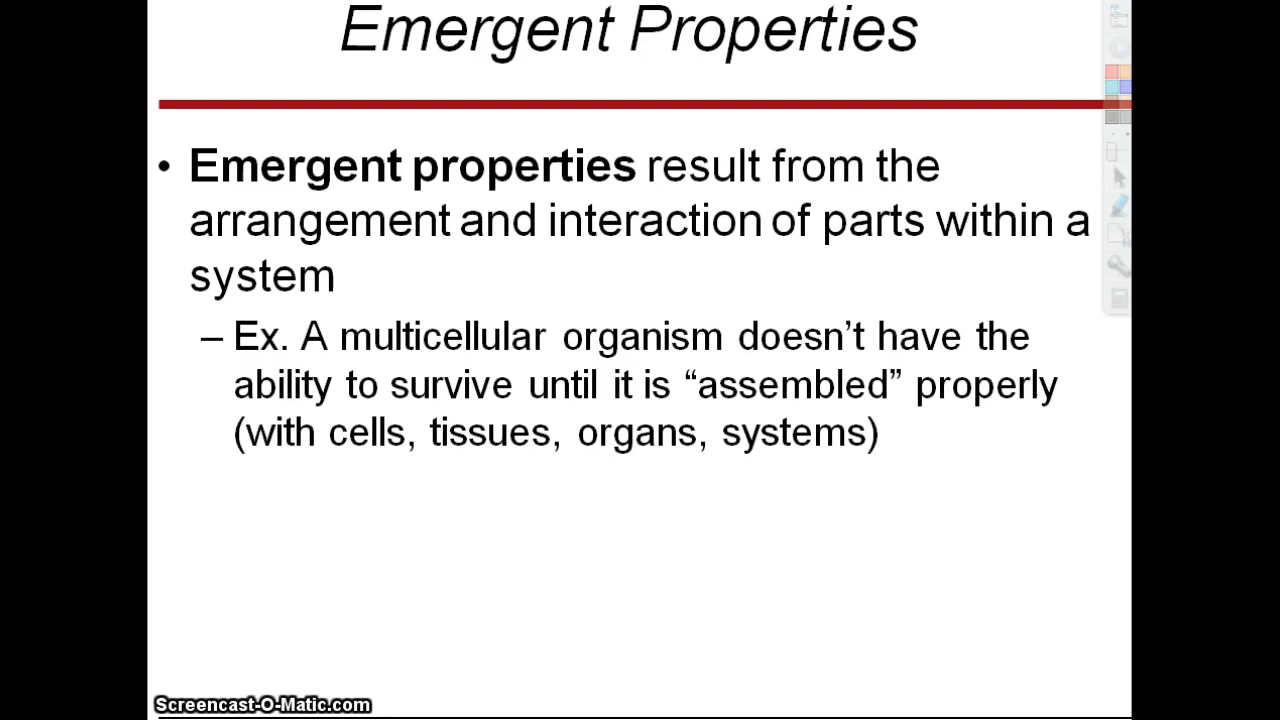 Emergent Properties
• Emergent properties result from the
arrangement and interaction of parts within a
system
– Ex. A multicellular organism doesn’t have the
ability to survive until it is “assembled” properly
(with cells, tissues, organs, systems)
Screencast-O-Matic.com